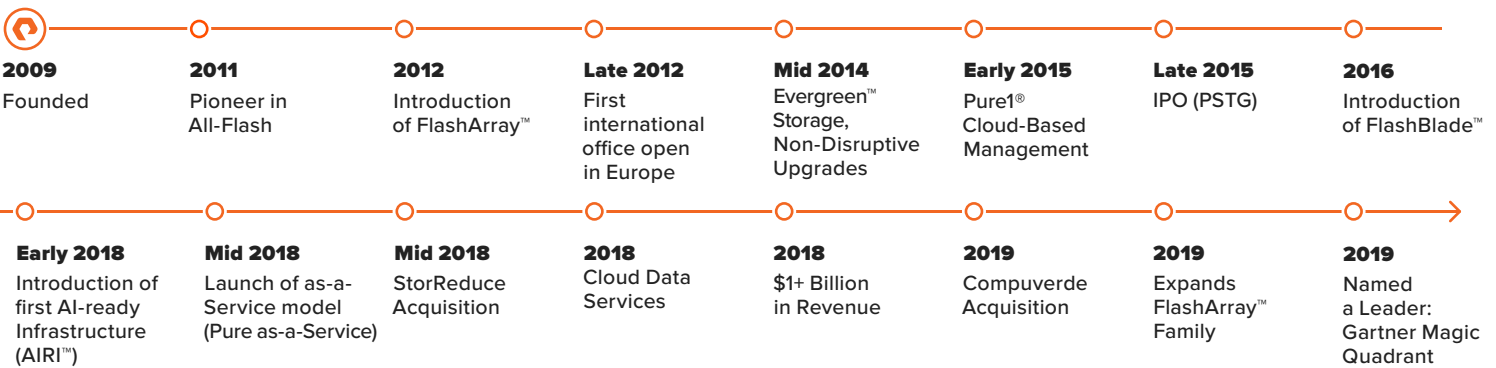 2009
Founded
2011
Pioneer in
All-Flash
2012
Introduction
of FlashArray™
Late 2012
First
international
office open
in Europe
Mid 2014
Evergreen™
Storage,
Non-Disruptive
Upgrades
Early 2015
Pure1®
Cloud-Based
Management
Late 2015
IPO (PSTG)
2016
Introduction
of FlashBlade™
Early 2018
Introduction of
first AI-ready
Infrastructure
(AIRI™)
Mid 2018
Launch of as-a-
Service model
(Pure as-a-Service)
Mid 2018
StorReduce
Acquisition
2018
Cloud Data
Services
2018
$1+ Billion
in Revenue
2019
Compuverde
Acquisition
2019
Expands
FlashArray™
Family
2019
Named
a Leader:
Gartner Magic
Quadrant